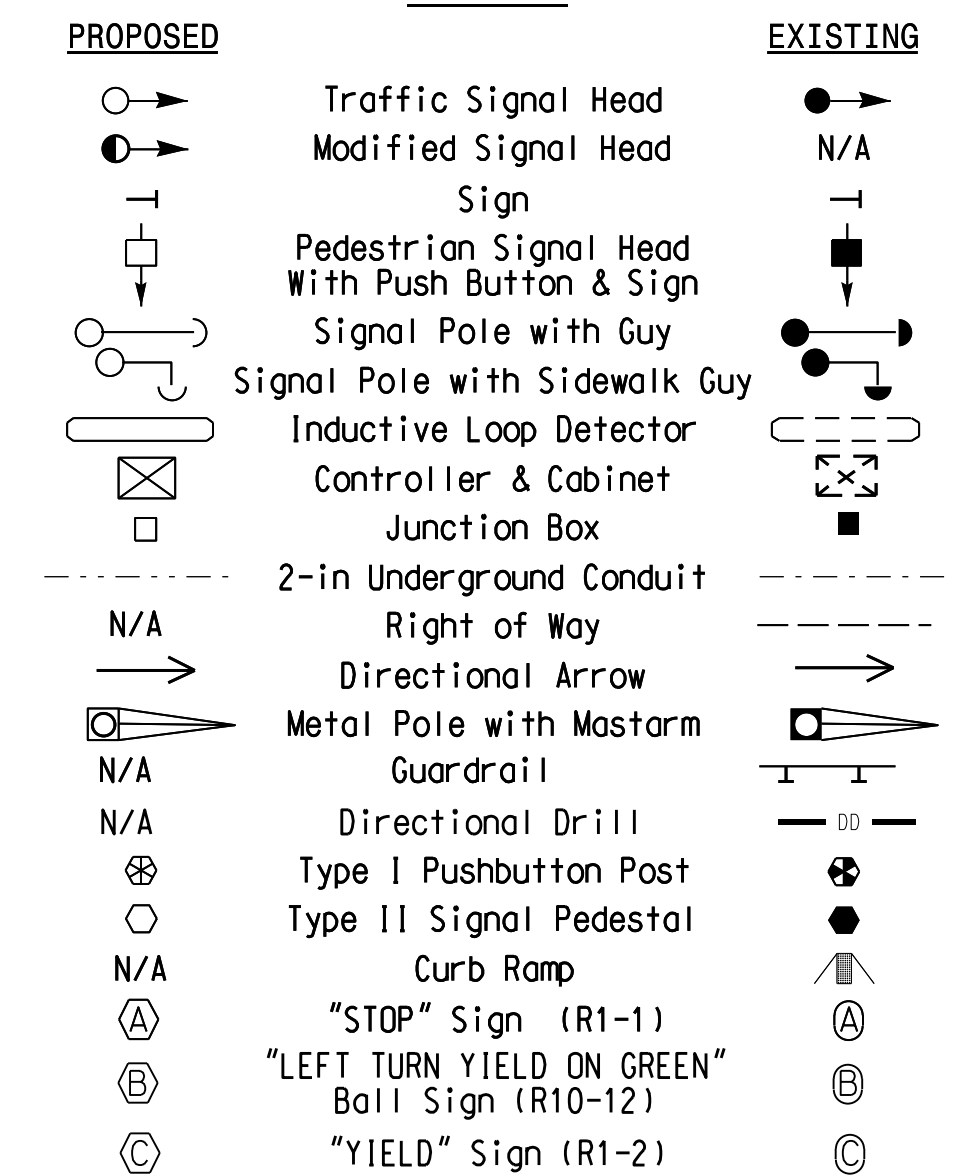 PROPOSED EXISTING
Traffic Signal Head
Modified Signal Head N/A
Sign
Pedestrian Signal Head
With Push Button & Sign
Signal Pole with Guy
Signal Pole with Sidewalk Guy
Inductive Loop Detector
Controller & Cabinet
Junction Box
2-in Underground Conduit
N/A Right of Way
Directional Arrow
Metal Pole with Mastarm
N/A Guardrail
N/A Directional Drill DD
Type I Pushbutton Post
Type II Signal Pedestal
N/A Curb Ramp
A "STOP" Sign (R1-1) A
"LEFT TURN YIELD ON GREEN"
B Ball Sign (R10-12) B
C "YIELD" Sign (R1-2) C